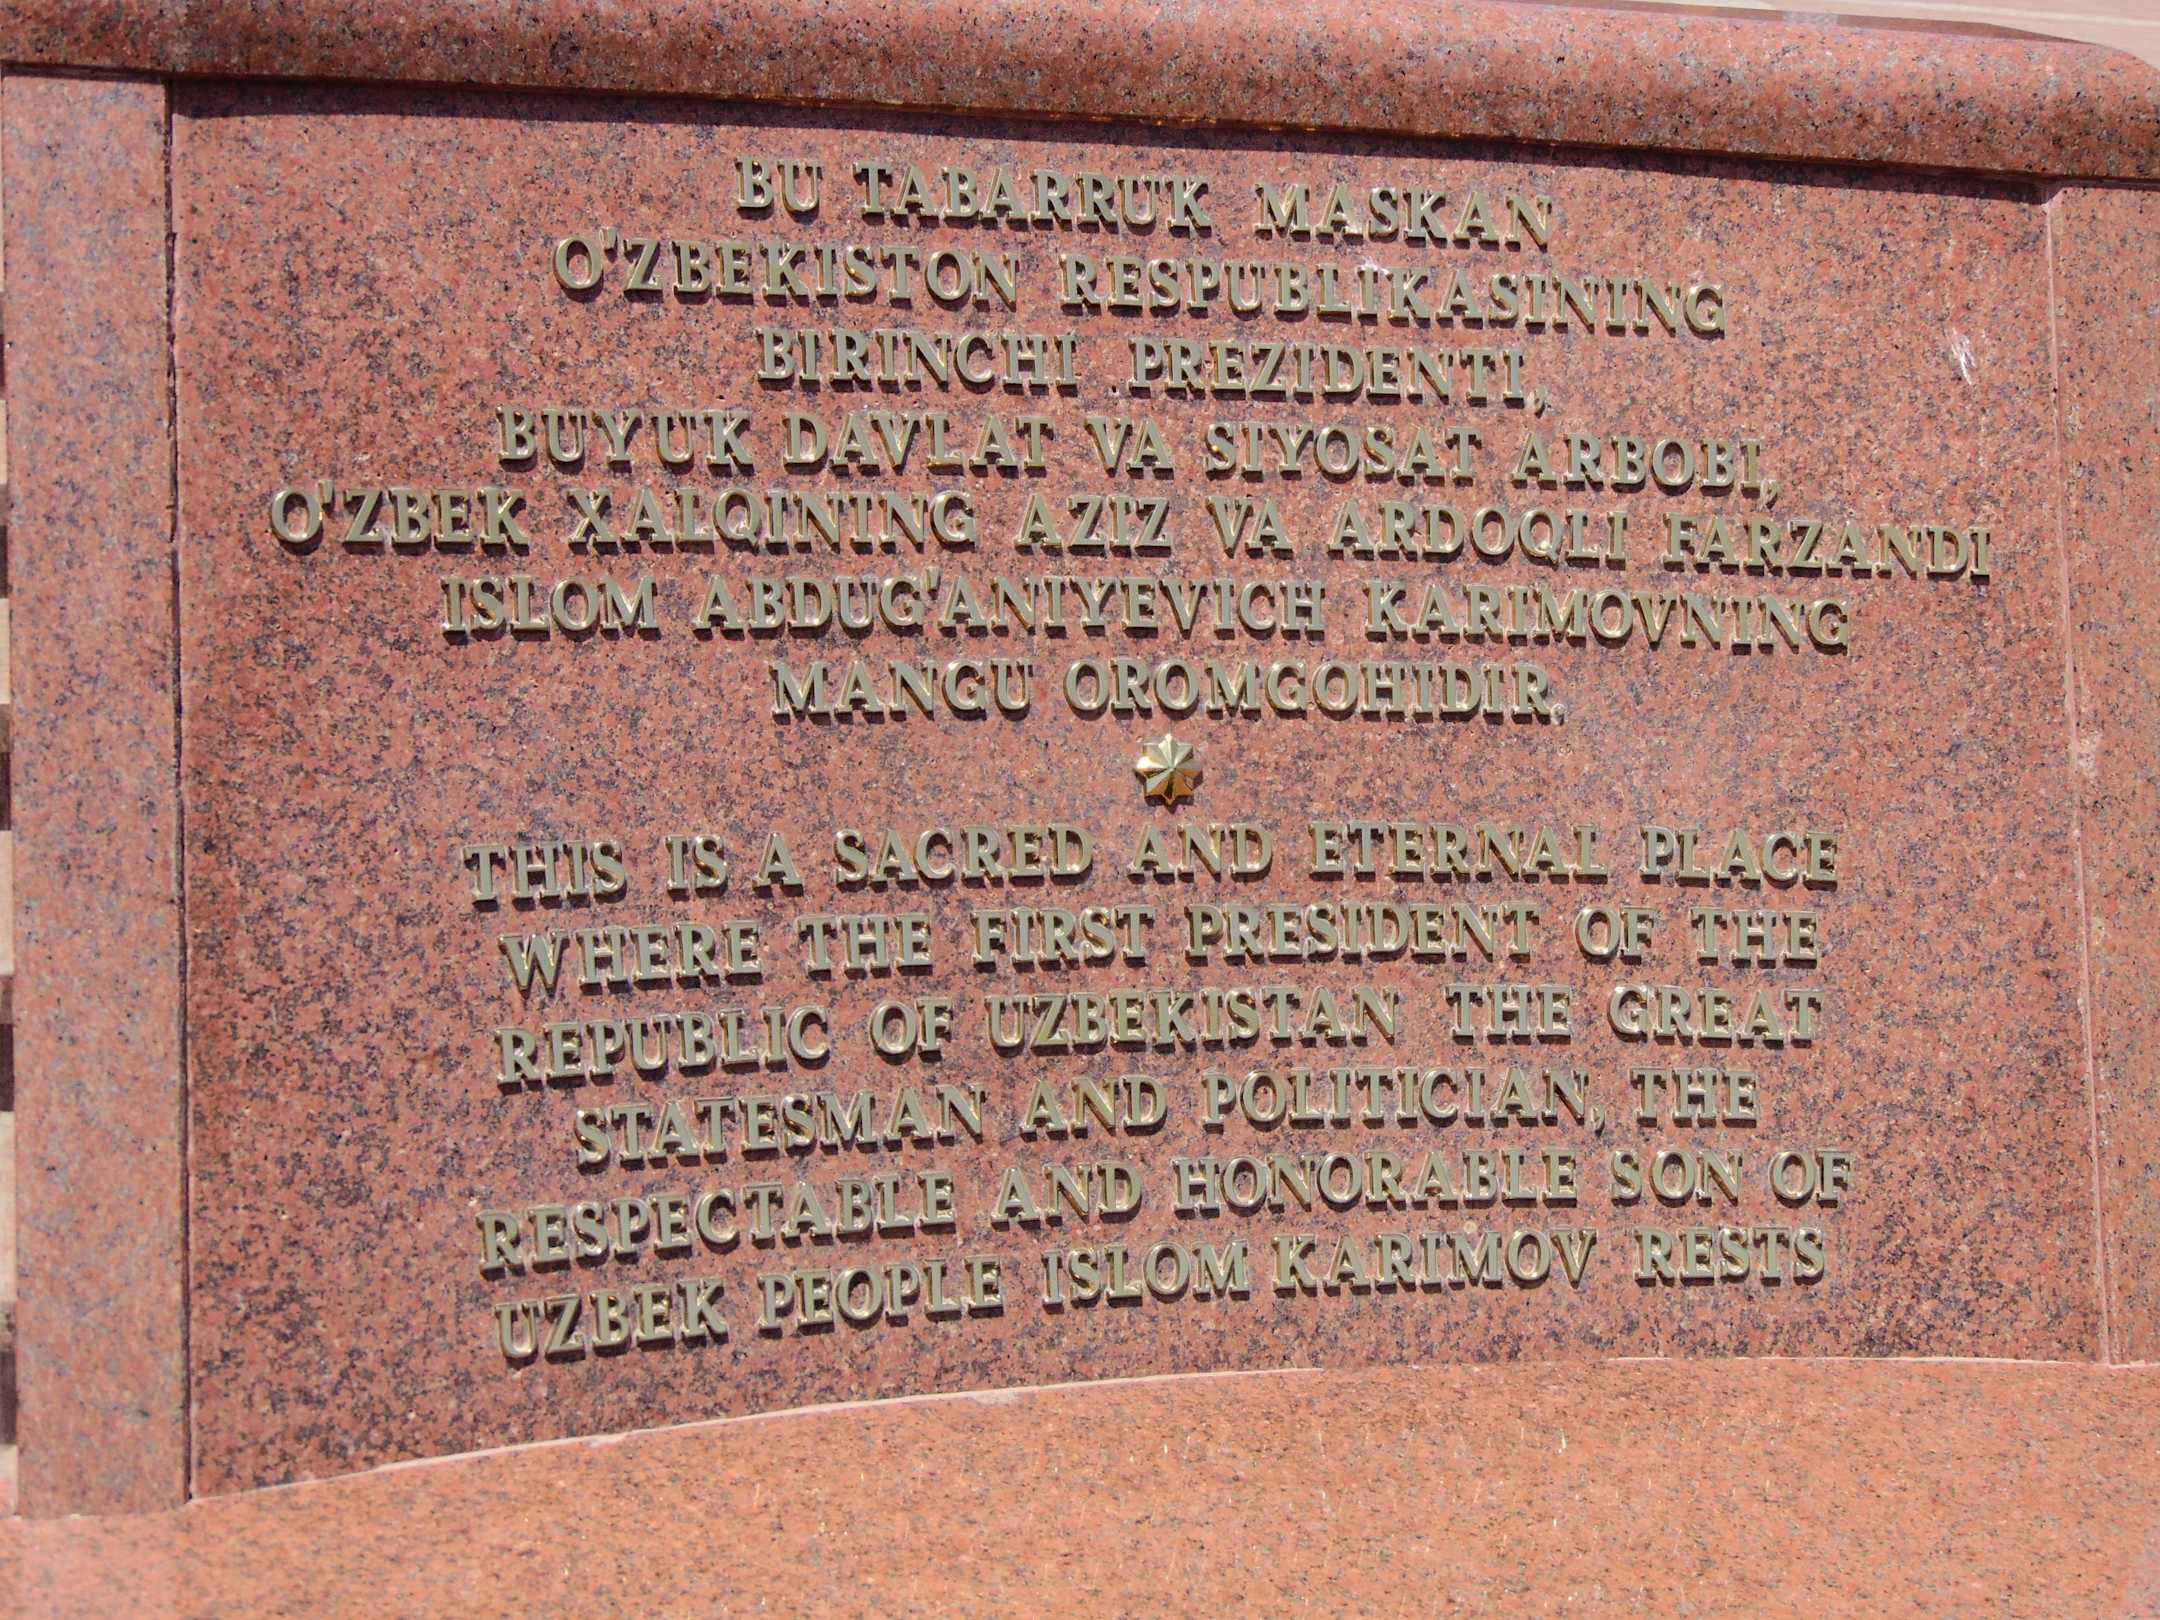 BU TABARRUK MASKAN
O'ZBEKISTON RESPUBLIKASINING
BIRINCHI PREZIDENTI,
BUYUK DAVLAT VA SIYOSAT ARBOBI,
O'ZBEK XALQINING AZIZ VA ARDOQLI FARZANDI
ISLOM ABDUG'ANIYEVICH KARIMOVNING
MANGU OROMGOHIDIR.
THIS IS A SACRED AND ETERNAL PLACE
WHERE THE FIRST PRESIDENT OF THE
REPUBLIC OF UZBEKISTAN THE GREAT
STATESMAN AND POLITICIAN, THE
RESPECTABLE AND HONORABLE SON OF
UZBEK PEOPLE ISLOM KARIMOV RESTS